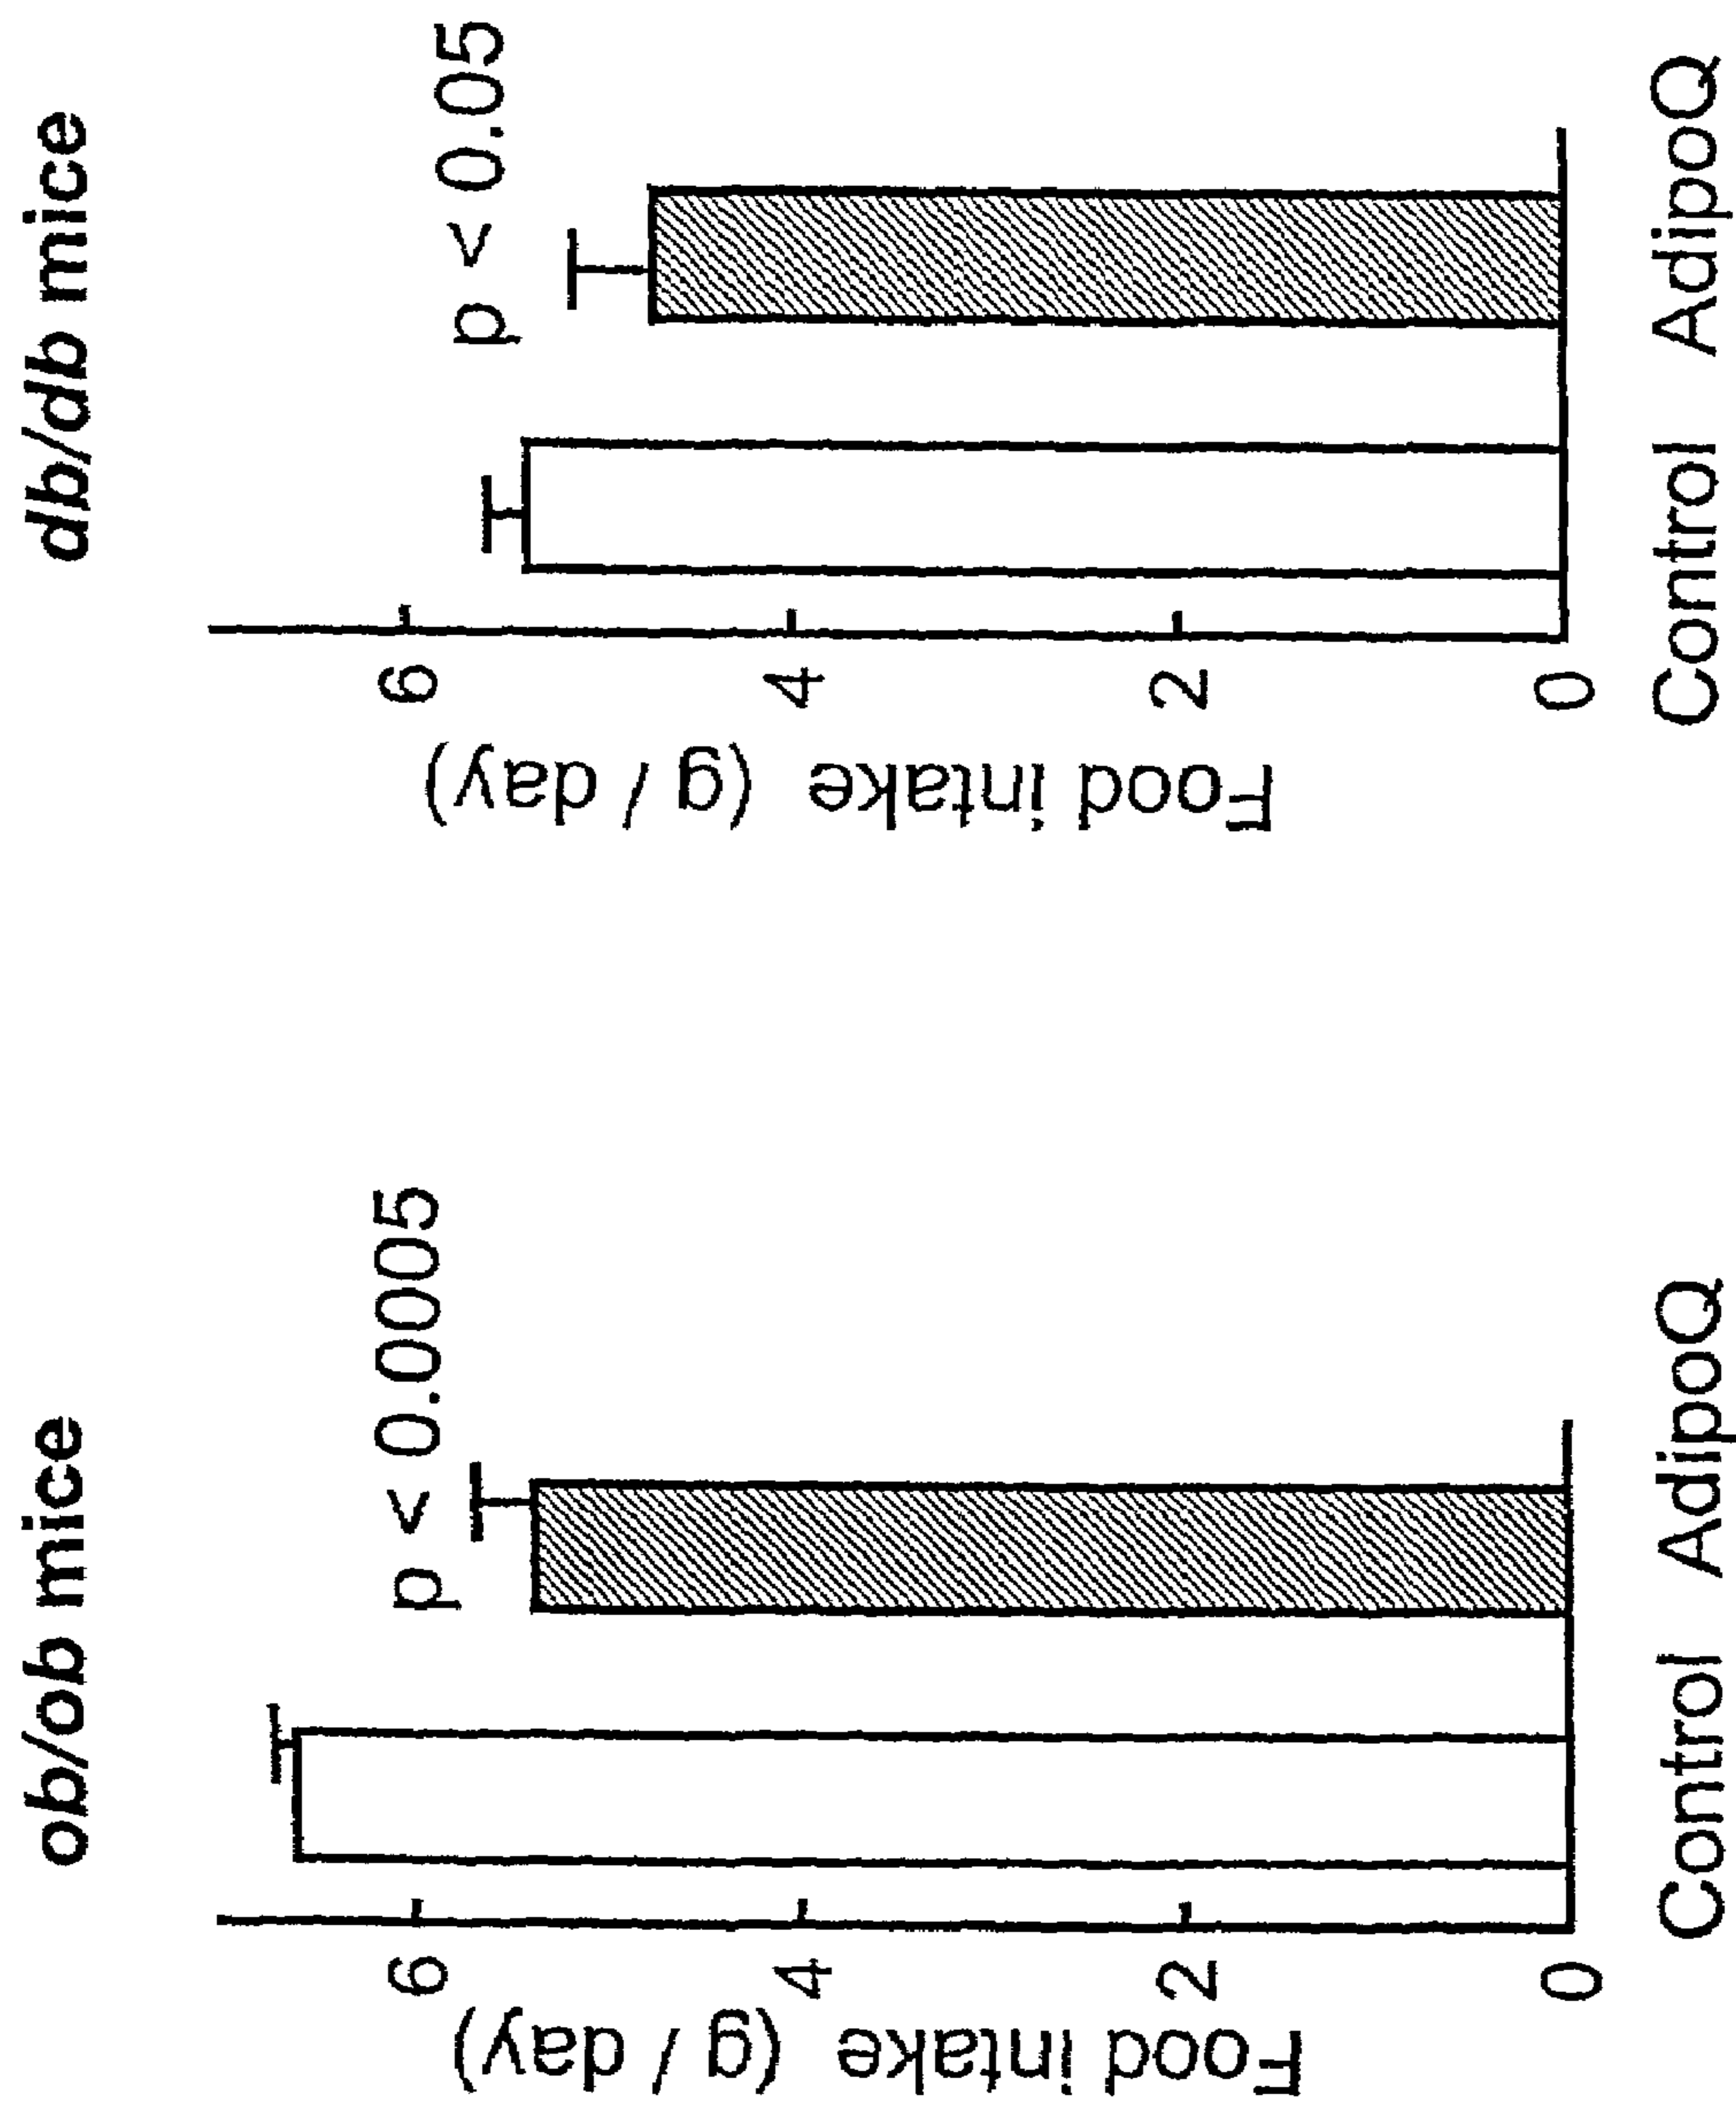 ob/ob mice
p < 0.0005
6
4
2
0
Food intake (g / day)
Control AdipoQ
db/db mice
p < 0.05
6
4
2
0
Food intake (g / day)
Control AdipoQ